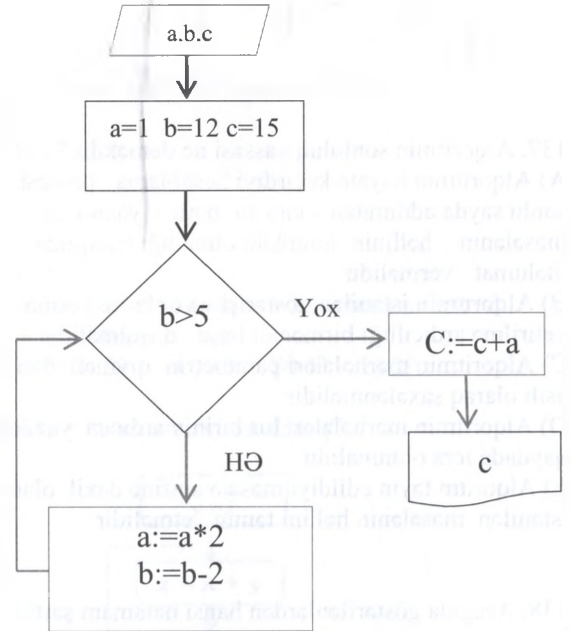 a.b.c
a=1 b=12 c=15
b>5
Yox
C:=c+a
c
HƏ
a:=a*2
b:=b-2